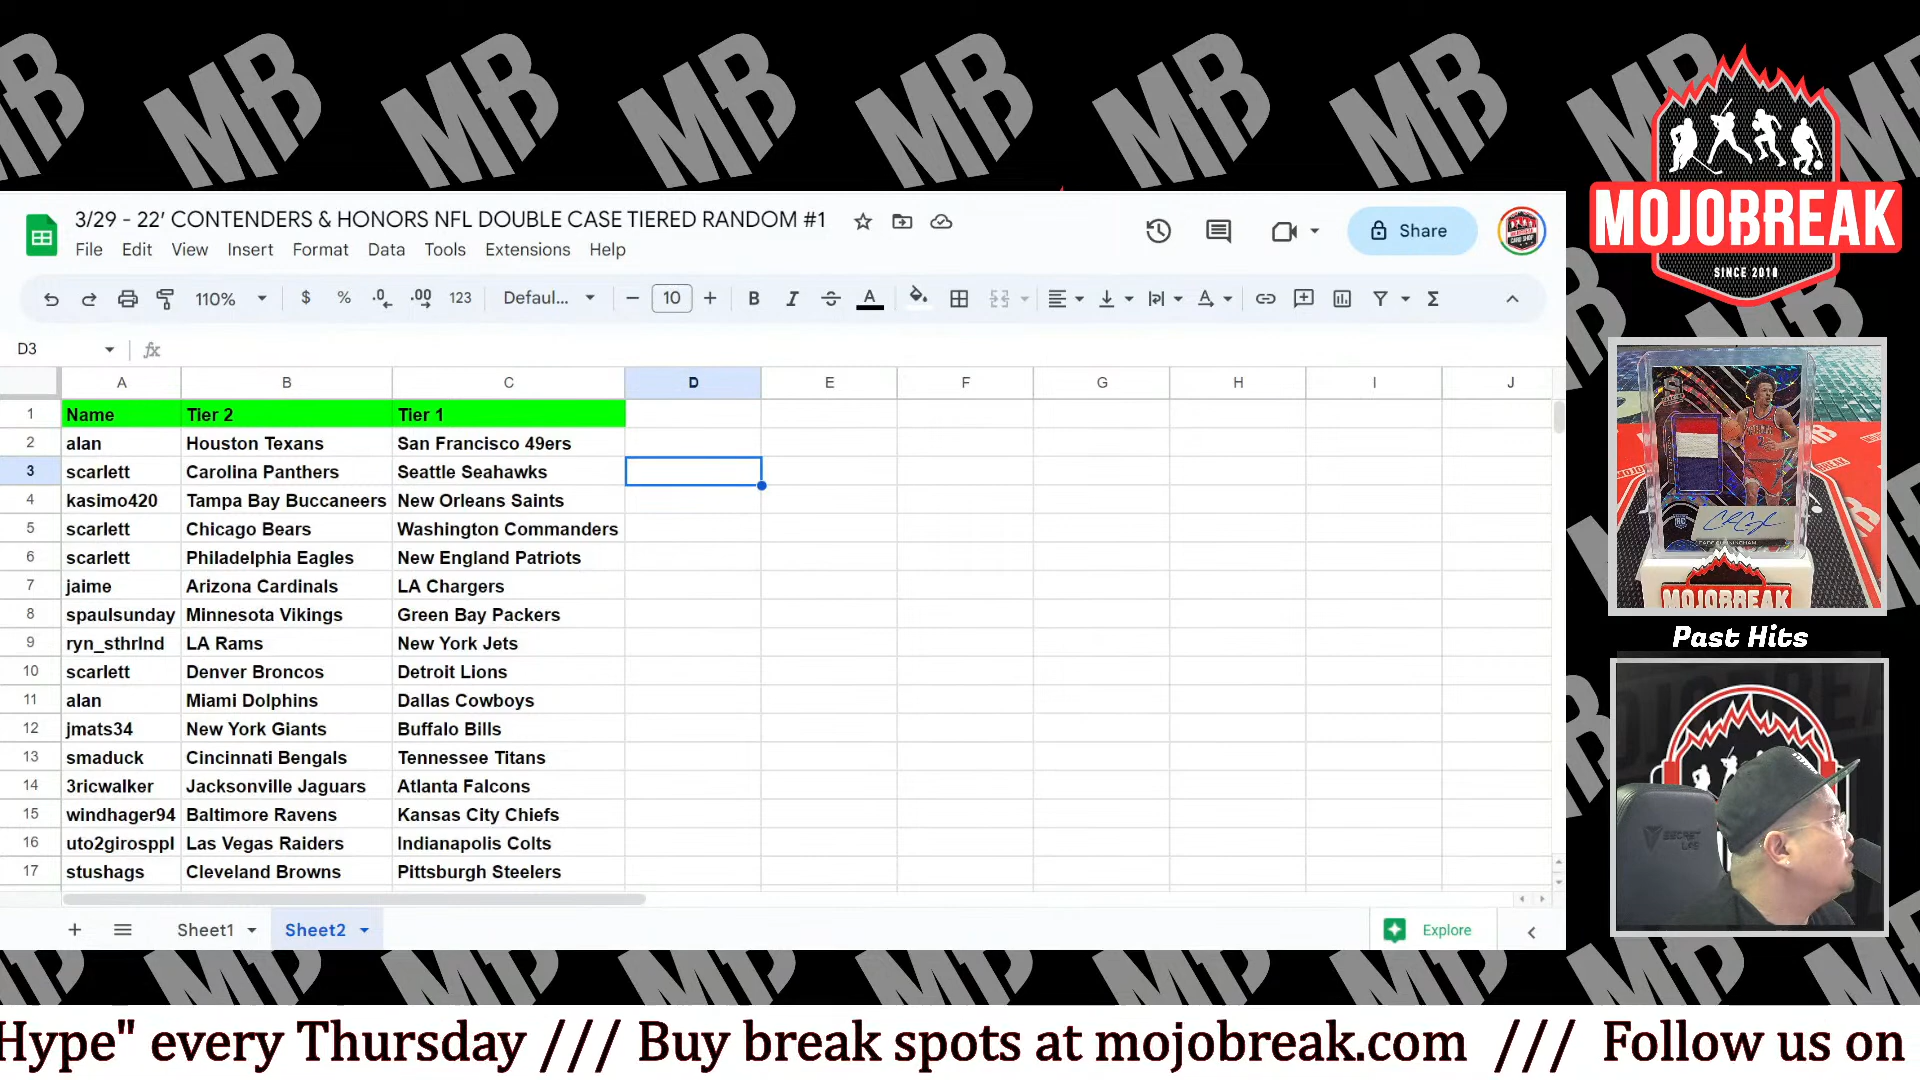 3/29 - 22′ CONTENDERS & HONORS NFL DOUBLE CASE TIERED RANDOM #1
File Edit View Insert Format Data Tools Extensions Help
Share
110% $ % .0 .00 123 Defaul... 10 B I A
D3 fx
A B C D E F G H I J
1 Name Tier 2 Tier 1
2 alan Houston Texans San Francisco 49ers
3 scarlett Carolina Panthers Seattle Seahawks
4 kasimo420 Tampa Bay Buccaneers New Orleans Saints
5 scarlett Chicago Bears Washington Commanders
6 scarlett Philadelphia Eagles New England Patriots
7 jaime Arizona Cardinals LA Chargers
8 spaulsunday Minnesota Vikings Green Bay Packers
9 ryn_sthrlnd LA Rams New York Jets
10 scarlett Denver Broncos Detroit Lions
11 alan Miami Dolphins Dallas Cowboys
12 jmats34 New York Giants Buffalo Bills
13 smaduck Cincinnati Bengals Tennessee Titans
14 3ricwalker Jacksonville Jaguars Atlanta Falcons
15 windhager94 Baltimore Ravens Kansas City Chiefs
16 uto2girosppl Las Vegas Raiders Indianapolis Colts
17 stushags Cleveland Browns Pittsburgh Steelers
Sheet1 Sheet2 Explore
MOJOBREAK
SINCE 2010
MOJOBREAK
Past Hits
Hype" every Thursday /// Buy break spots at mojobreak.com /// Follow us on